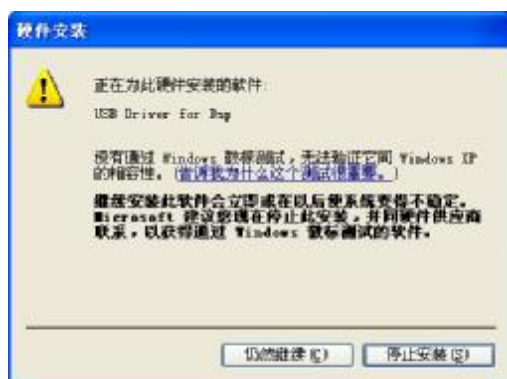 硬件安装
正在为此硬件安装的软件:
USB Driver for Bmp
没有通过 Windows 徽标测试，无法验证它同 Windows XP
的相容性。(告诉我为什么这个测试很重要。)
继续安装此软件会立即或在以后使系统变得不稳定。
Microsoft 建议您现在停止此安装，并同硬件供应商
联系，以获得通过 Windows 徽标测试的软件。
仍然继续(C)
停止安装(S)